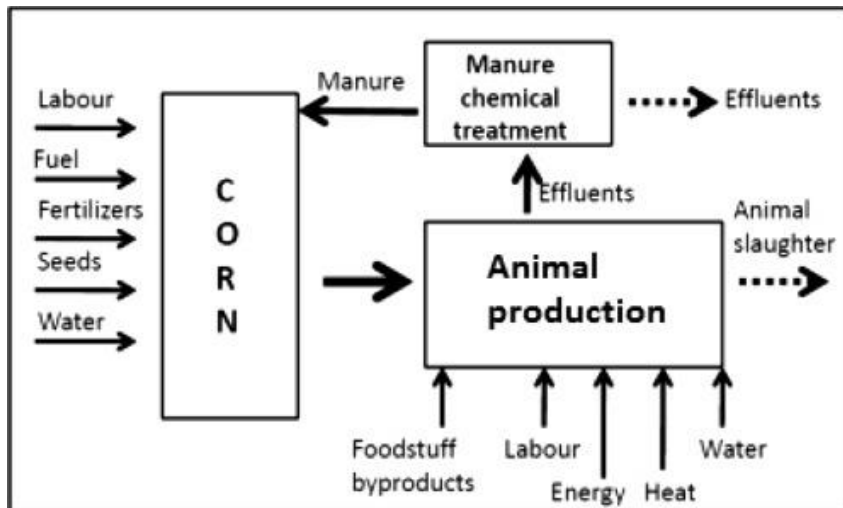 Labour
Fuel
Fertilizers
Seeds
Water
C
O
R
N
Manure
Manure
chemical
treatment
Effluents
Effluents
Animal
production
Animal
slaughter
Foodstuff
byproducts
Labour
Energy
Heat
Water